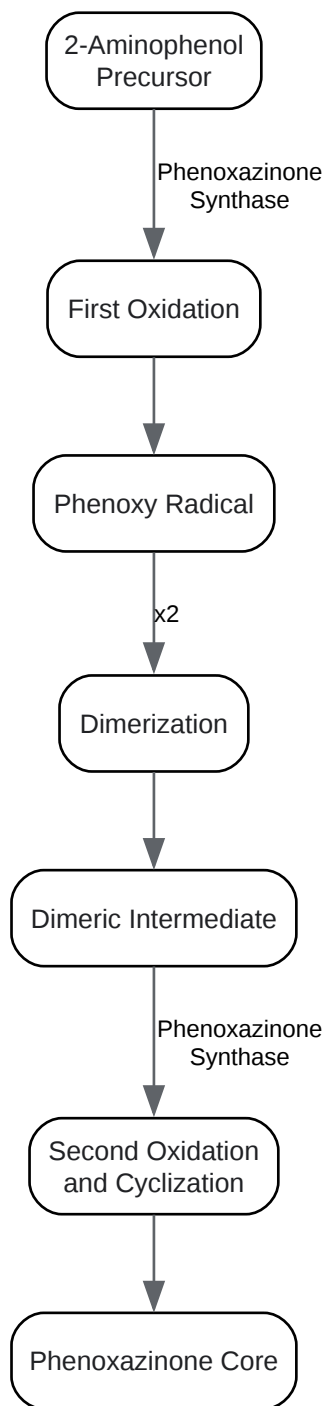 2-Aminophenol
Precursor
Phenoxazinone
Synthase
First Oxidation
Phenoxy Radical
x2
Dimerization
Dimeric Intermediate
Phenoxazinone
Synthase
Second Oxidation
and Cyclization
Phenoxazinone Core